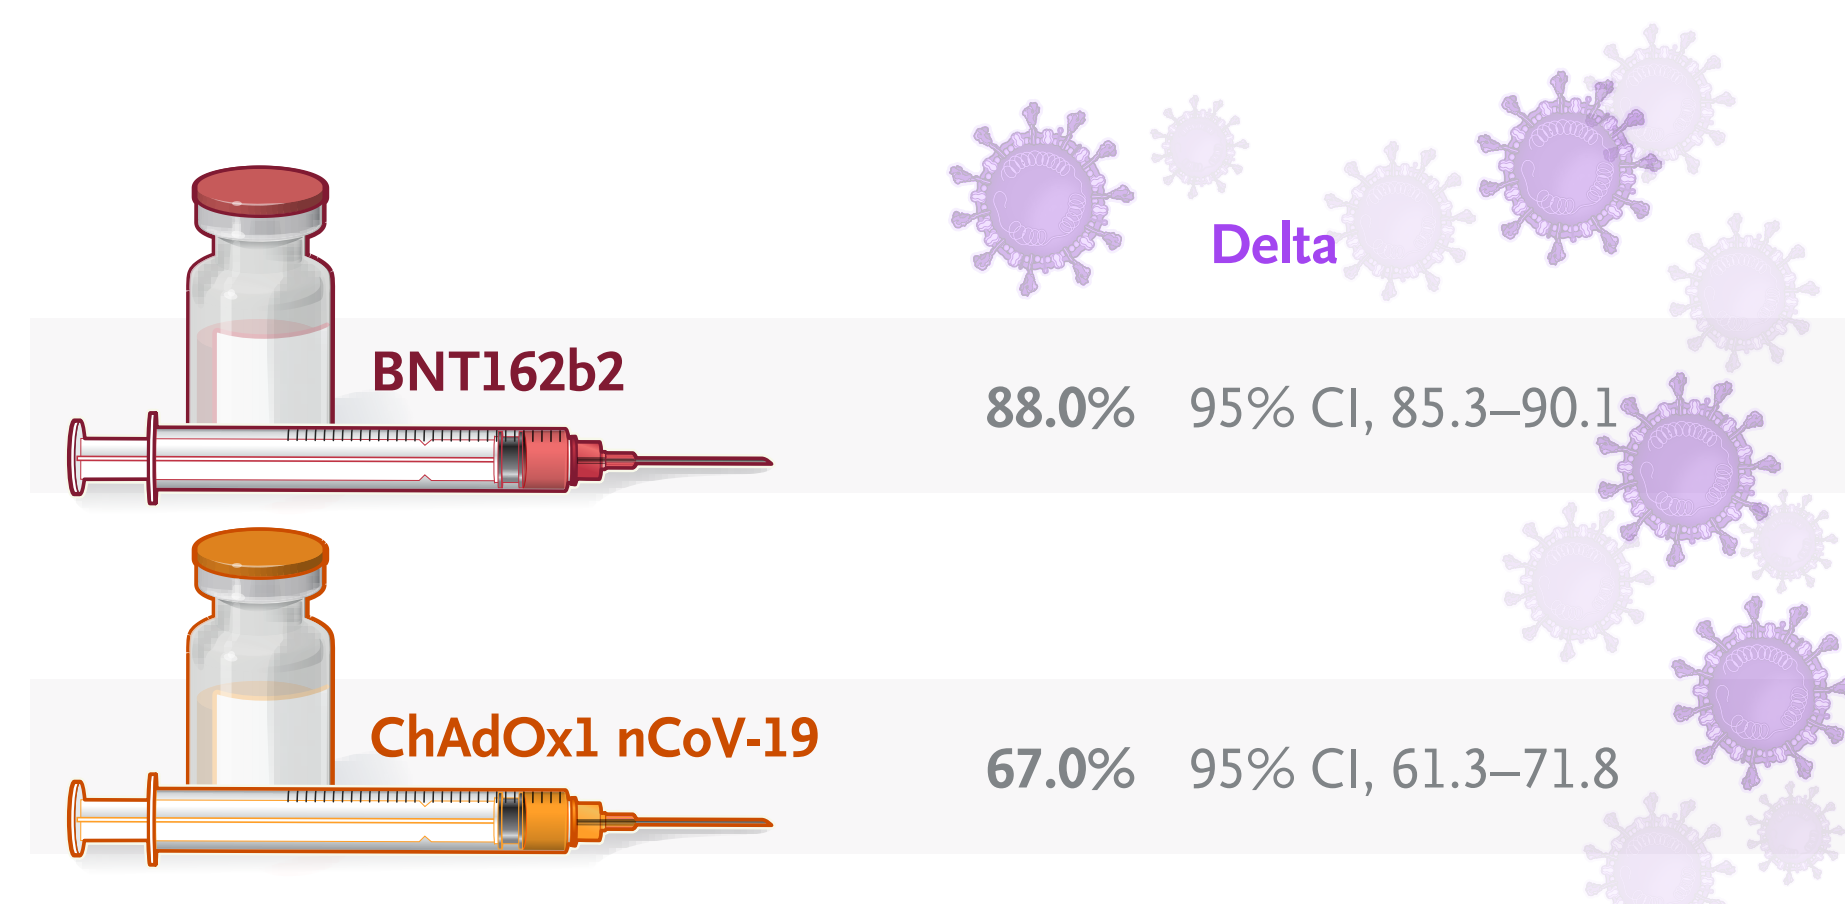 Delta
BNT162b2
88.0% 95% CI, 85.3–90.1
ChAdOx1 nCoV-19
67.0% 95% CI, 61.3–71.8